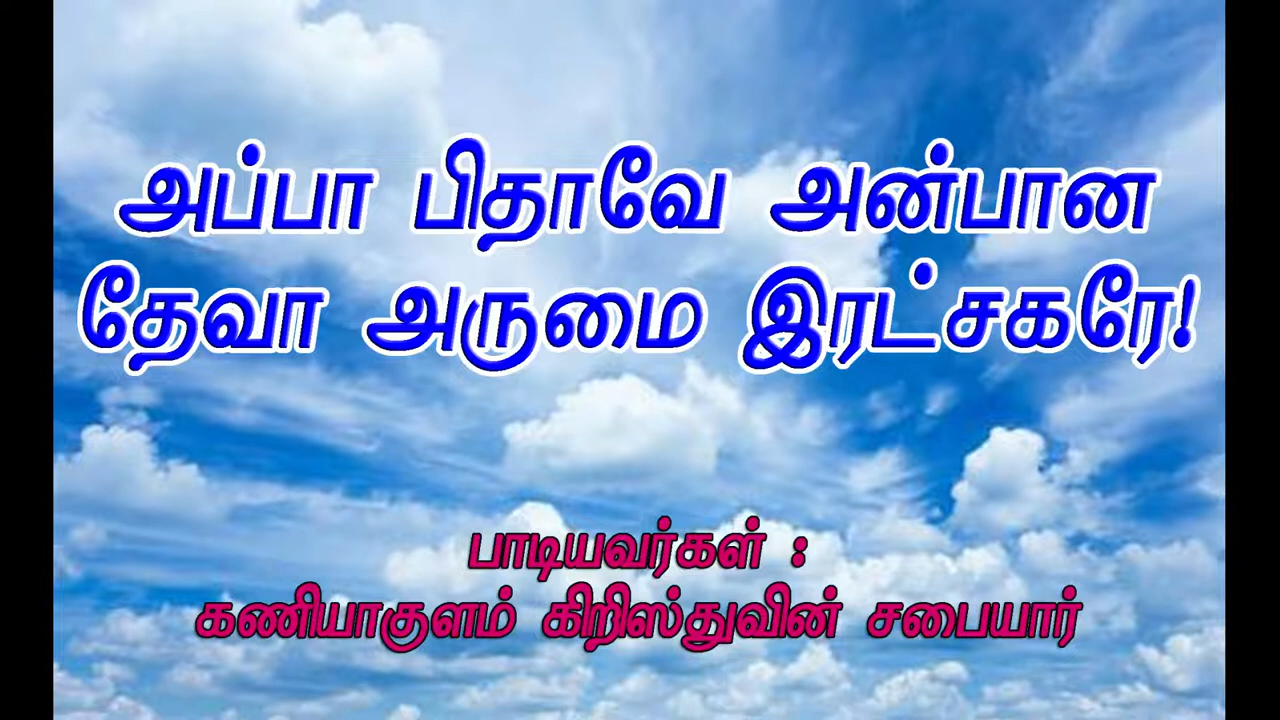 அப்பா பிதாவே அன்பான
தேவா அருமை இரட்சகரே!
பாடியவர்கள் :
கணியாகுளம் கிறிஸ்துவின் சபையார்